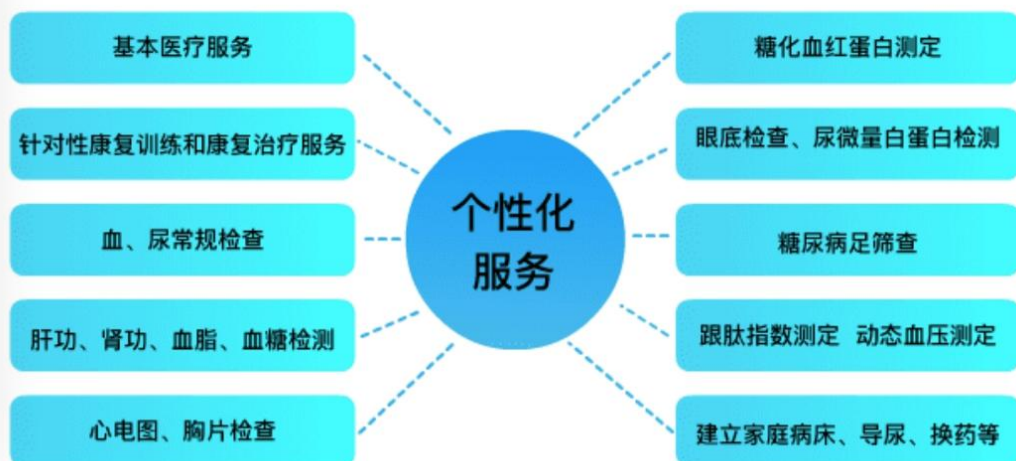 基本医疗服务
针对性康复训练和康复治疗服务
血、尿常规检查
肝功、肾功、血脂、血糖检测
心电图、胸片检查
个性化
服务
糖化血红蛋白测定
眼底检查、尿微量白蛋白检测
糖尿病足筛查
跟肽指数测定 动态血压测定
建立家庭病床、导尿、换药等